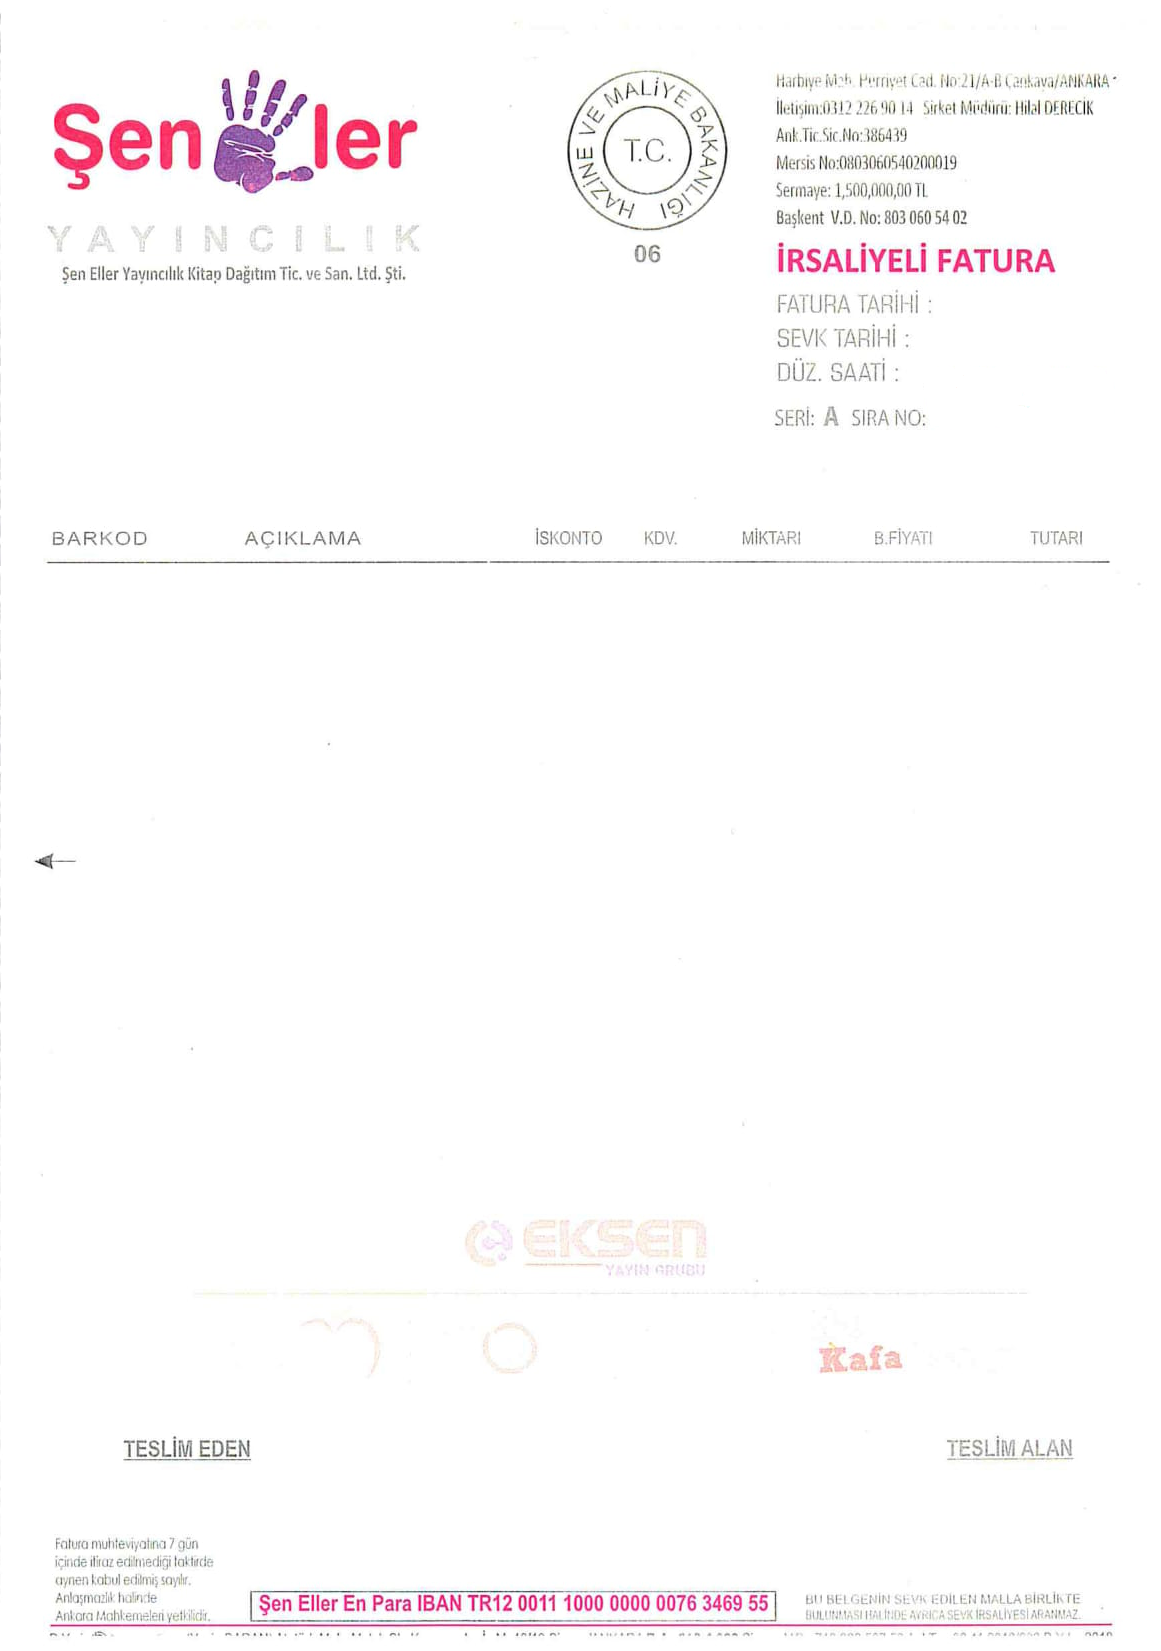 Şen ler
YAYINCILIK
Şen Eller Yayıncılık Kitap Dağıtım Tic. ve San. Ltd. Şti.
T.C.
HAZİNE VE MALİYE BAKANLIĞI
06
Harbiye Mah. Cad. No:21/A-B Çankaya/ANKARA
İletişim:0312 226 90 14 Şirket Müdürü: Hilal DERECİK
Ank.Tic.Sic.No:386439
Mersis No:0803060540200019
Sermaye: 1,500,000,00 TL
Başkent V.D. No: 803 060 54 02
İRSALİYELİ FATURA
FATURA TARİHİ :
SEVK TARİHİ :
DÜZ. SAATİ :
SERİ: A SIRA NO:
BARKOD AÇIKLAMA İSKONTO KDV. MİKTARI B.FİYATI TUTARI
EKSEN
YAYIN GRUBU
Kafa
TESLİM EDEN TESLİM ALAN
Fatura muhteviyatına 7 gün
içinde itiraz edilmediği taktirde
aynen kabul edilmiş sayılır.
Anlaşmazlık halinde
Ankara Mahkemeleri yetkilidir.
Şen Eller En Para IBAN TR12 0011 1000 0000 0076 3469 55
BU BELGENİN SEVK EDİLEN MALLA BİRLİKTE
BULUNMASI HALİNDE AYRICA SEVK İRSALİYESİ ARANMAZ.